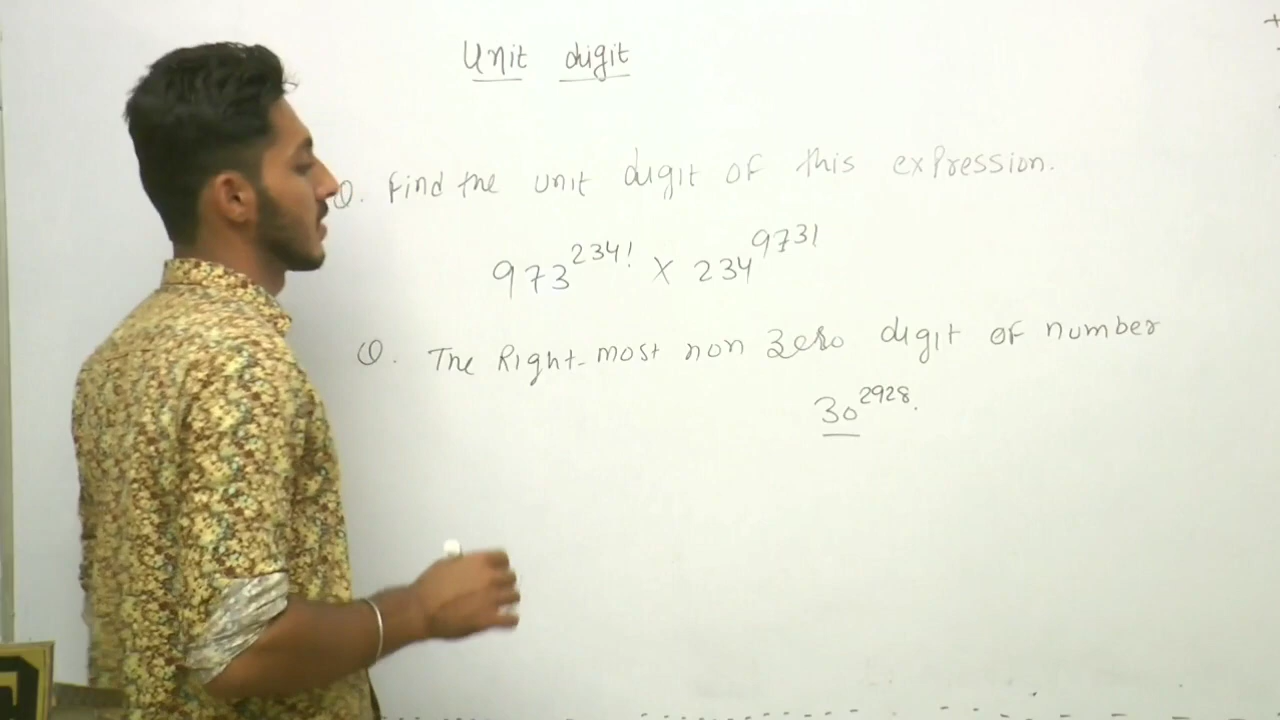 Unit digit
Q. Find the unit digit of this expression.
973^234! × 234^973!
Q. The Right-most non zero digit of number
30^2928.